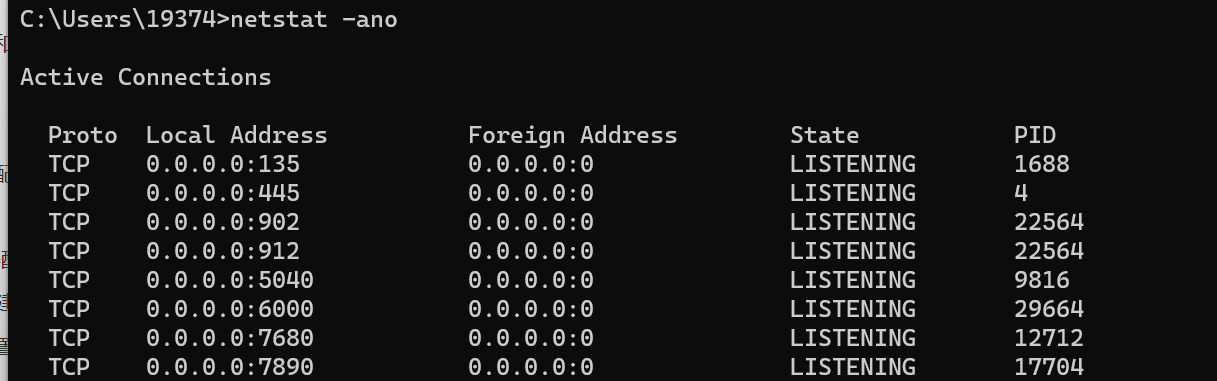 C:\Users\19374>netstat -ano
Active Connections
Proto Local Address Foreign Address State PID
TCP 0.0.0.0:135 0.0.0.0:0 LISTENING 1688
TCP 0.0.0.0:445 0.0.0.0:0 LISTENING 4
TCP 0.0.0.0:902 0.0.0.0:0 LISTENING 22564
TCP 0.0.0.0:912 0.0.0.0:0 LISTENING 22564
TCP 0.0.0.0:5040 0.0.0.0:0 LISTENING 9816
TCP 0.0.0.0:6000 0.0.0.0:0 LISTENING 29664
TCP 0.0.0.0:7680 0.0.0.0:0 LISTENING 12712
TCP 0.0.0.0:7890 0.0.0.0:0 LISTENING 17704